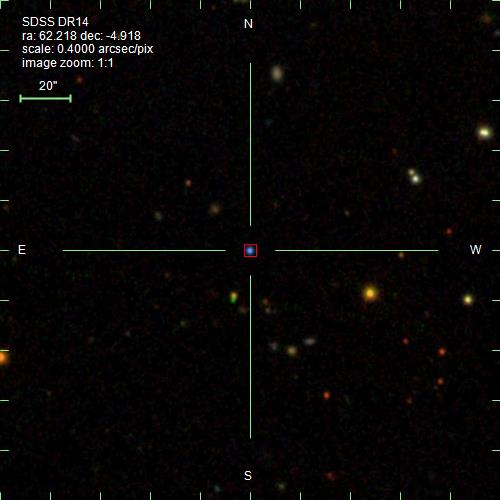 SDSS DR14
ra: 62.218 dec: -4.918
scale: 0.4000 arcsec/pix
image zoom: 1:1
20"
N
E
W
S